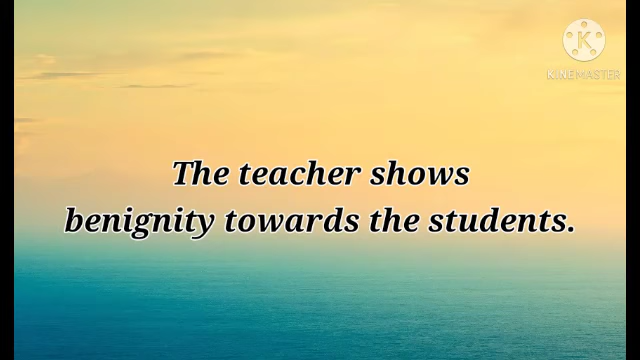 K
KINEMASTER
The teacher shows
benignity towards the students.